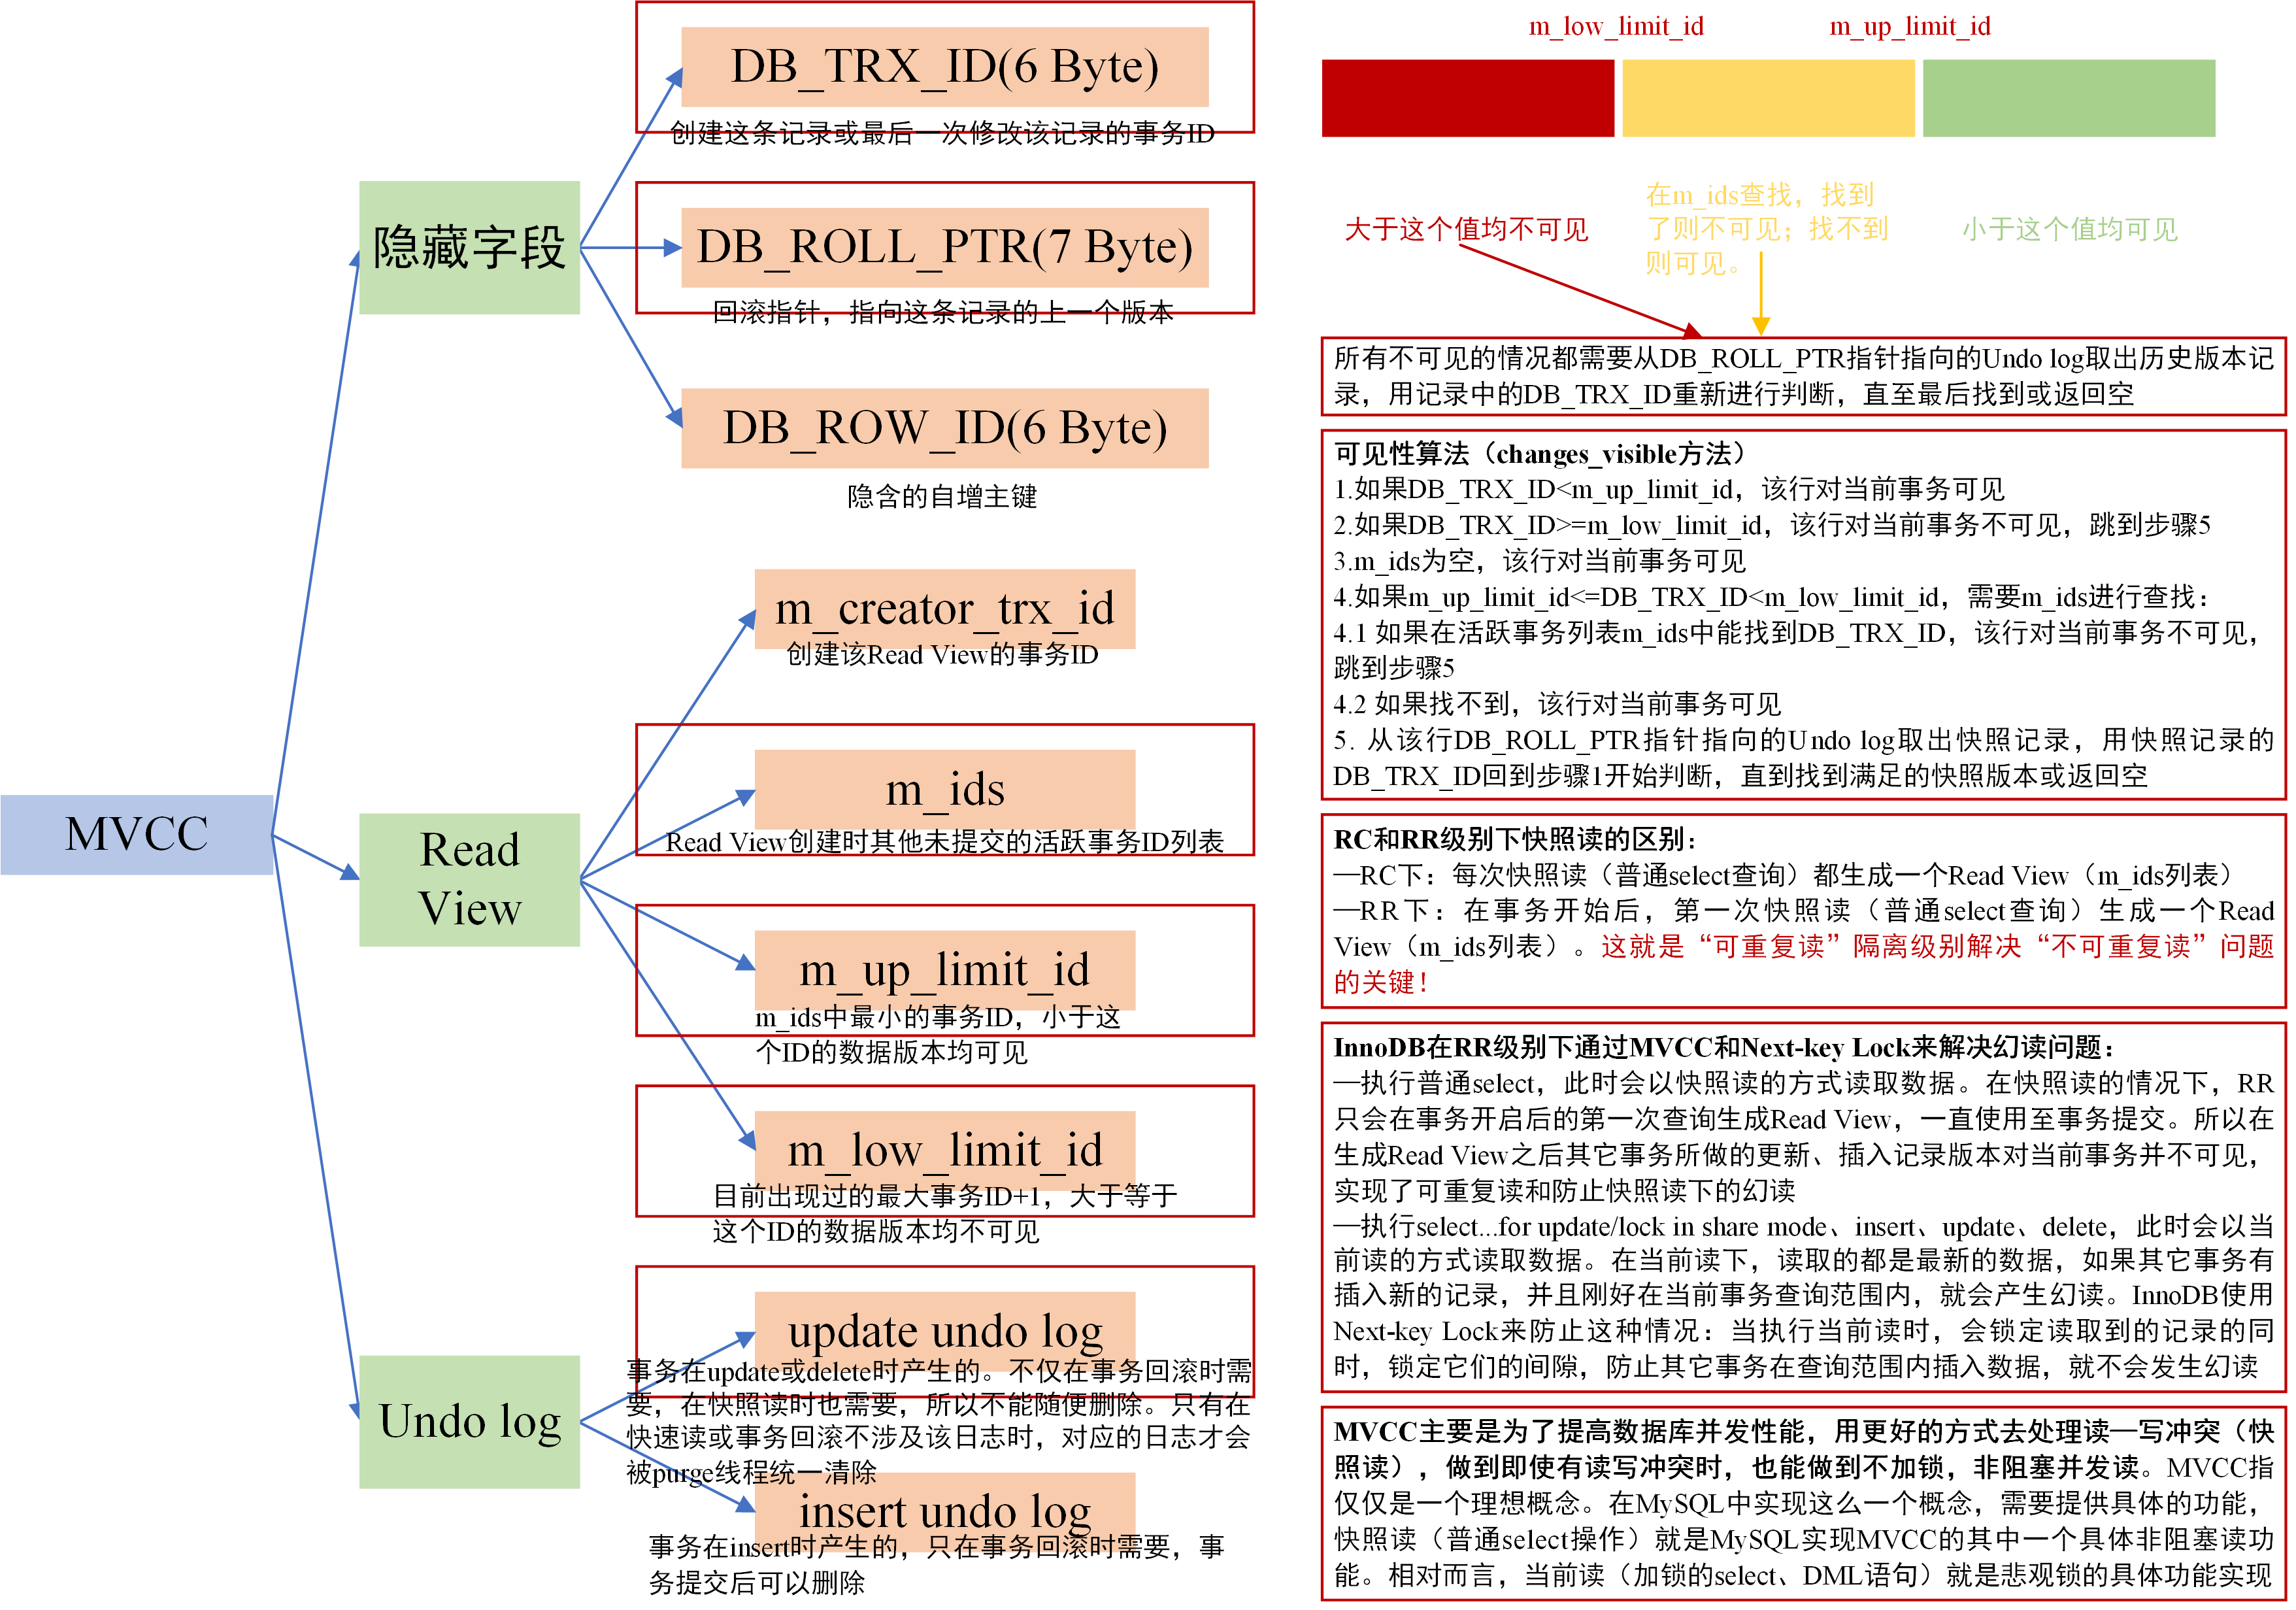 MVCC
隐藏字段
DB_TRX_ID(6 Byte)
创建这条记录或最后一次修改该记录的事务ID
DB_ROLL_PTR(7 Byte)
回滚指针，指向这条记录的上一个版本
DB_ROW_ID(6 Byte)
隐含的自增主键
Read
View
m_creator_trx_id
创建该Read View的事务ID
m_ids
Read View创建时其他未提交的活跃事务ID列表
m_up_limit_id
m_ids中最小的事务ID，小于这
个ID的数据版本均可见
m_low_limit_id
目前出现过的最大事务ID+1，大于等于
这个ID的数据版本均不可见
Undo log
update undo log
事务在update或delete时产生的。不仅在事务回滚时需
要，在快照读时也需要，所以不能随便删除。只有在
快速读或事务回滚不涉及该日志时，对应的日志才会
被purge线程统一清除
insert undo log
事务在insert时产生的，只在事务回滚时需要，事
务提交后可以删除
m_low_limit_id
m_up_limit_id
大于这个值均不可见
在m_ids查找，找到
了则不可见；找不到
则可见。
小于这个值均可见
所有不可见的情况都需要从DB_ROLL_PTR指针指向的Undo log取出历史版本记
录，用记录中的DB_TRX_ID重新进行判断，直至最后找到或返回空
可见性算法（changes_visible方法）
1.如果DB_TRX_ID<m_up_limit_id，该行对当前事务可见
2.如果DB_TRX_ID>=m_low_limit_id，该行对当前事务不可见，跳到步骤5
3.m_ids为空，该行对当前事务可见
4.如果m_up_limit_id<=DB_TRX_ID<m_low_limit_id，需要m_ids进行查找：
4.1 如果在活跃事务列表m_ids中能找到DB_TRX_ID，该行对当前事务不可见，
跳到步骤5
4.2 如果找不到，该行对当前事务可见
5. 从该行DB_ROLL_PTR指针指向的Undo log取出快照记录，用快照记录的
DB_TRX_ID回到步骤1开始判断，直到找到满足的快照版本或返回空
RC和RR级别下快照读的区别：
—RC下：每次快照读（普通select查询）都生成一个Read View（m_ids列表）
—RR下：在事务开始后，第一次快照读（普通select查询）生成一个Read
View（m_ids列表）。这就是“可重复读”隔离级别解决“不可重复读”问题
的关键！
InnoDB在RR级别下通过MVCC和Next-key Lock来解决幻读问题：
—执行普通select，此时会以快照读的方式读取数据。在快照读的情况下，RR
只会在事务开启后的第一次查询生成Read View，一直使用至事务提交。所以在
生成Read View之后其它事务所做的更新、插入记录版本对当前事务并不可见，
实现了可重复读和防止快照读下的幻读
—执行select...for update/lock in share mode、insert、update、delete，此时会以当
前读的方式读取数据。在当前读下，读取的都是最新的数据，如果其它事务有
插入新的记录，并且刚好在当前事务查询范围内，就会产生幻读。InnoDB使用
Next-key Lock来防止这种情况：当执行当前读时，会锁定读取到的记录的同
时，锁定它们的间隙，防止其它事务在查询范围内插入数据，就不会发生幻读
MVCC主要是为了提高数据库并发性能，用更好的方式去处理读—写冲突（快
照读），做到即使有读写冲突时，也能做到不加锁，非阻塞并发读。MVCC指
仅仅是一个理想概念。在MySQL中实现这么一个概念，需要提供具体的功能，
快照读（普通select操作）就是MySQL实现MVCC的其中一个具体非阻塞读功
能。相对而言，当前读（加锁的select、DML语句）就是悲观锁的具体功能实现